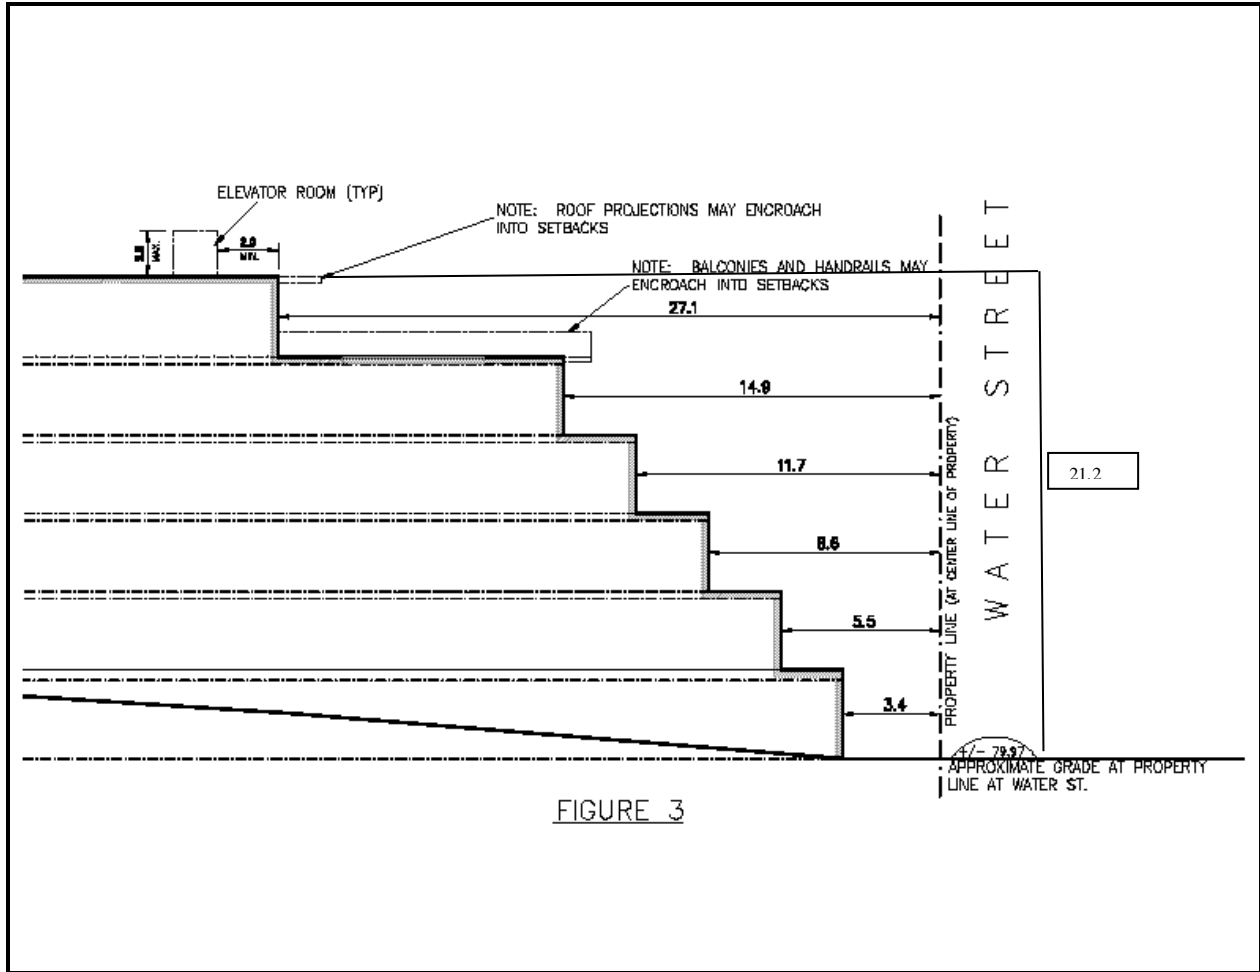 ELEVATOR ROOM (TYP)
NOTE: ROOF PROJECTIONS MAY ENCROACH
INTO SETBACKS
NOTE: BALCONIES AND HANDRAILS MAY
ENCROACH INTO SETBACKS
MAX.
MIN.
27.1
14.9
11.7
8.6
5.5
3.4
PROPERTY LINE (AT CENTER LINE OF PROPERTY)
WATER STREET
21.2
+/- 79.97
APPROXIMATE GRADE AT PROPERTY
LINE AT WATER ST.
FIGURE 3